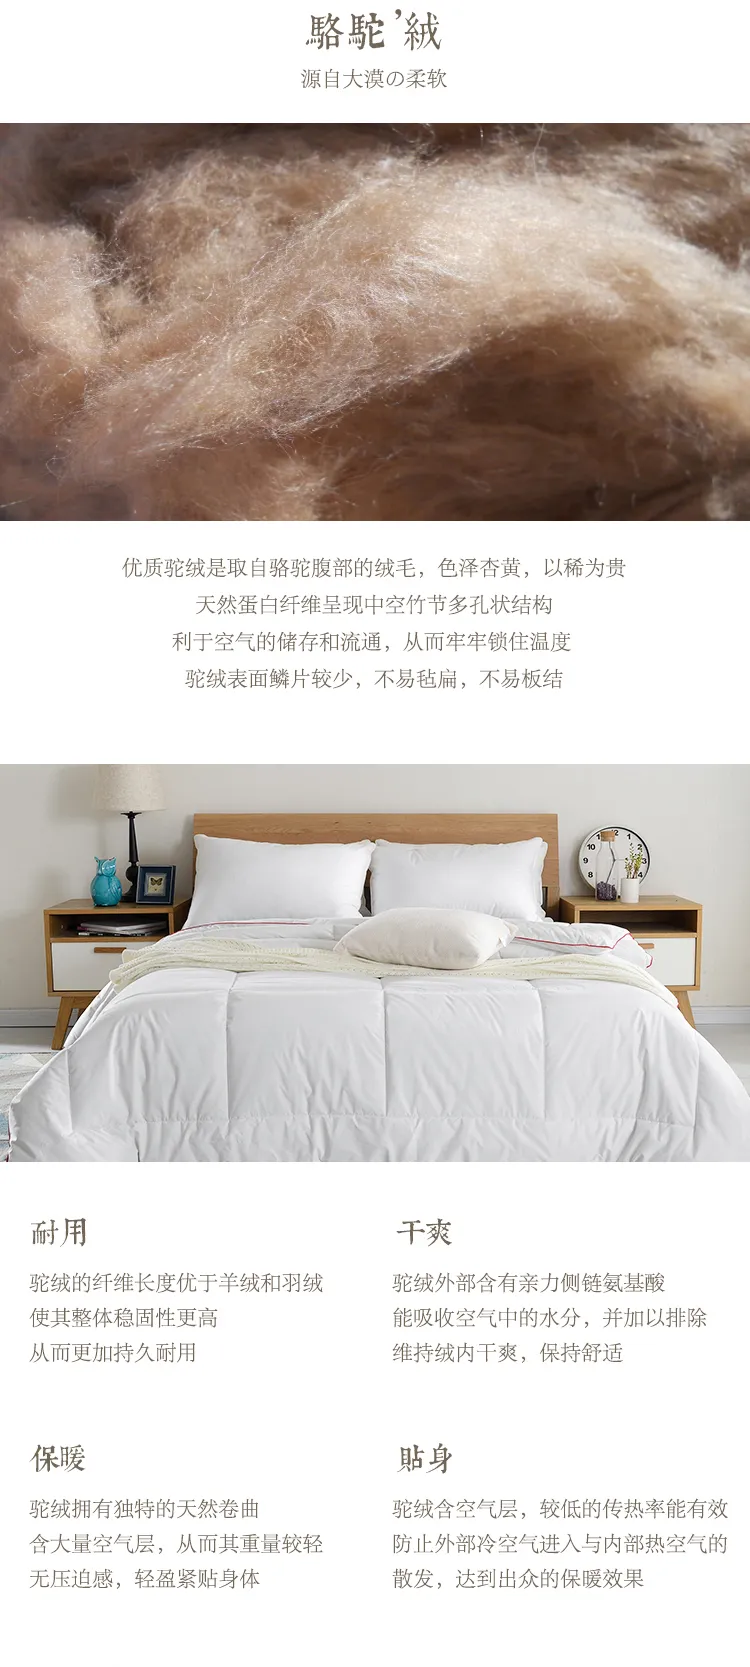 駱駝’絨
源自大漠の柔软
优质驼绒是取自骆驼腹部的绒毛，色泽杏黄，以稀为贵
天然蛋白纤维呈现中空竹节多孔状结构
利于空气的储存和流通，从而牢牢锁住温度
驼绒表面鳞片较少，不易毡扁，不易板结
耐用
驼绒的纤维长度优于羊绒和羽绒
使其整体稳固性更高
从而更加持久耐用
干爽
驼绒外部含有亲力侧链氨基酸
能吸收空气中的水分，并加以排除
维持绒内干爽，保持舒适
保暖
驼绒拥有独特的天然卷曲
含大量空气层，从而其重量较轻
无压迫感，轻盈紧贴身体
貼身
驼绒含空气层，较低的传热率能有效
防止外部冷空气进入与内部热空气的
散发，达到出众的保暖效果